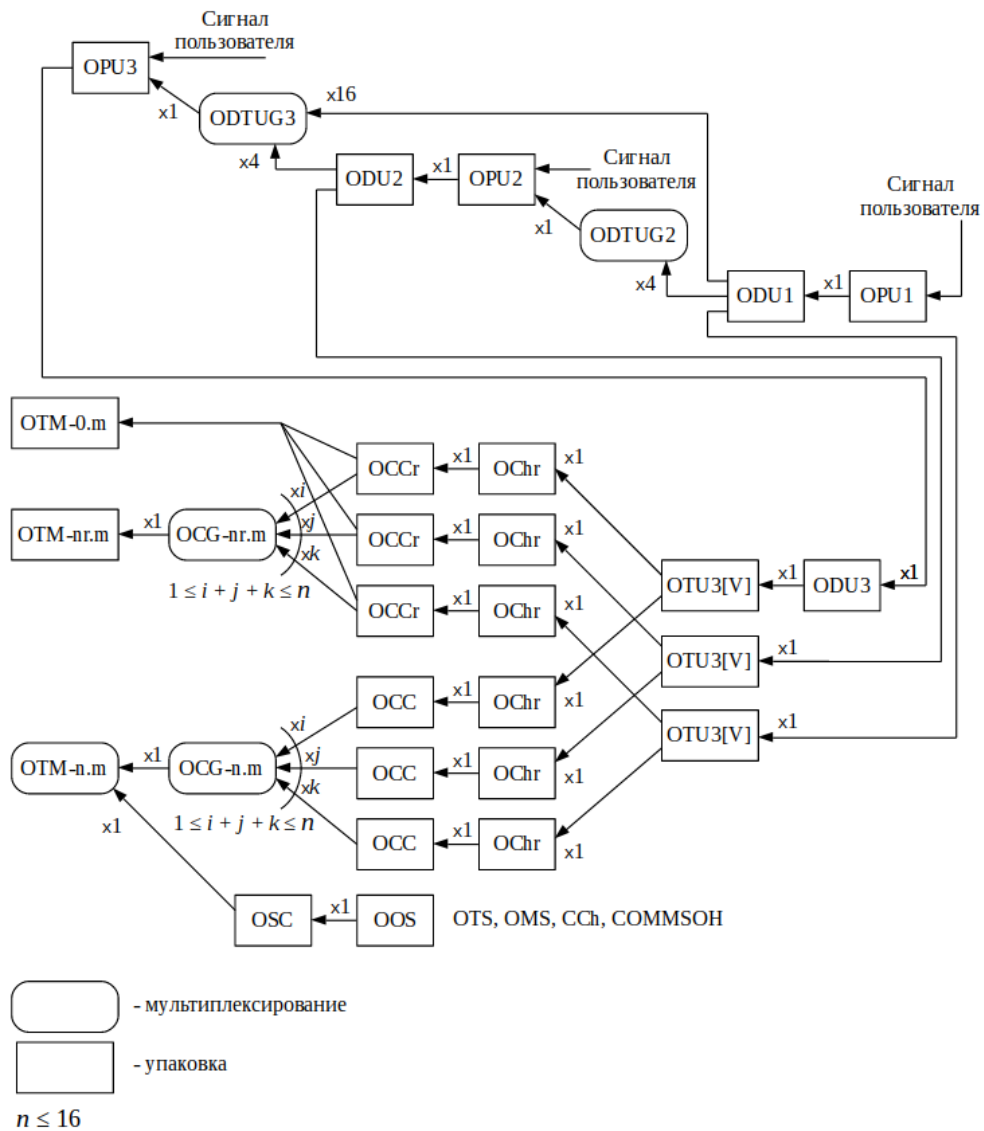 Сигнал
пользователя
OPU3
x1
ODTUG3
x16
x4
ODU2
x1
OPU2
Сигнал
пользователя
x1
ODTUG2
Сигнал
пользователя
x4
ODU1
x1
OPU1
OTM-0.m
OCCr
x1
OChr
x1
xi
OTM-nr.m
x1
OCG-nr.m
xj
OCCr
x1
OChr
x1
xk
1 ≤ i + j + k ≤ n
OCCr
x1
OChr
x1
OTU3[V]
x1
ODU3
x1
OTU3[V]
x1
OTU3[V]
x1
OCC
x1
OChr
x1
xi
OTM-n.m
x1
OCG-n.m
xj
OCC
x1
OChr
x1
xk
1 ≤ i + j + k ≤ n
x1
OCC
x1
OChr
x1
OSC
x1
OOS
OTS, OMS, CCh, COMMSOH
- мультиплексирование
- упаковка
n ≤ 16